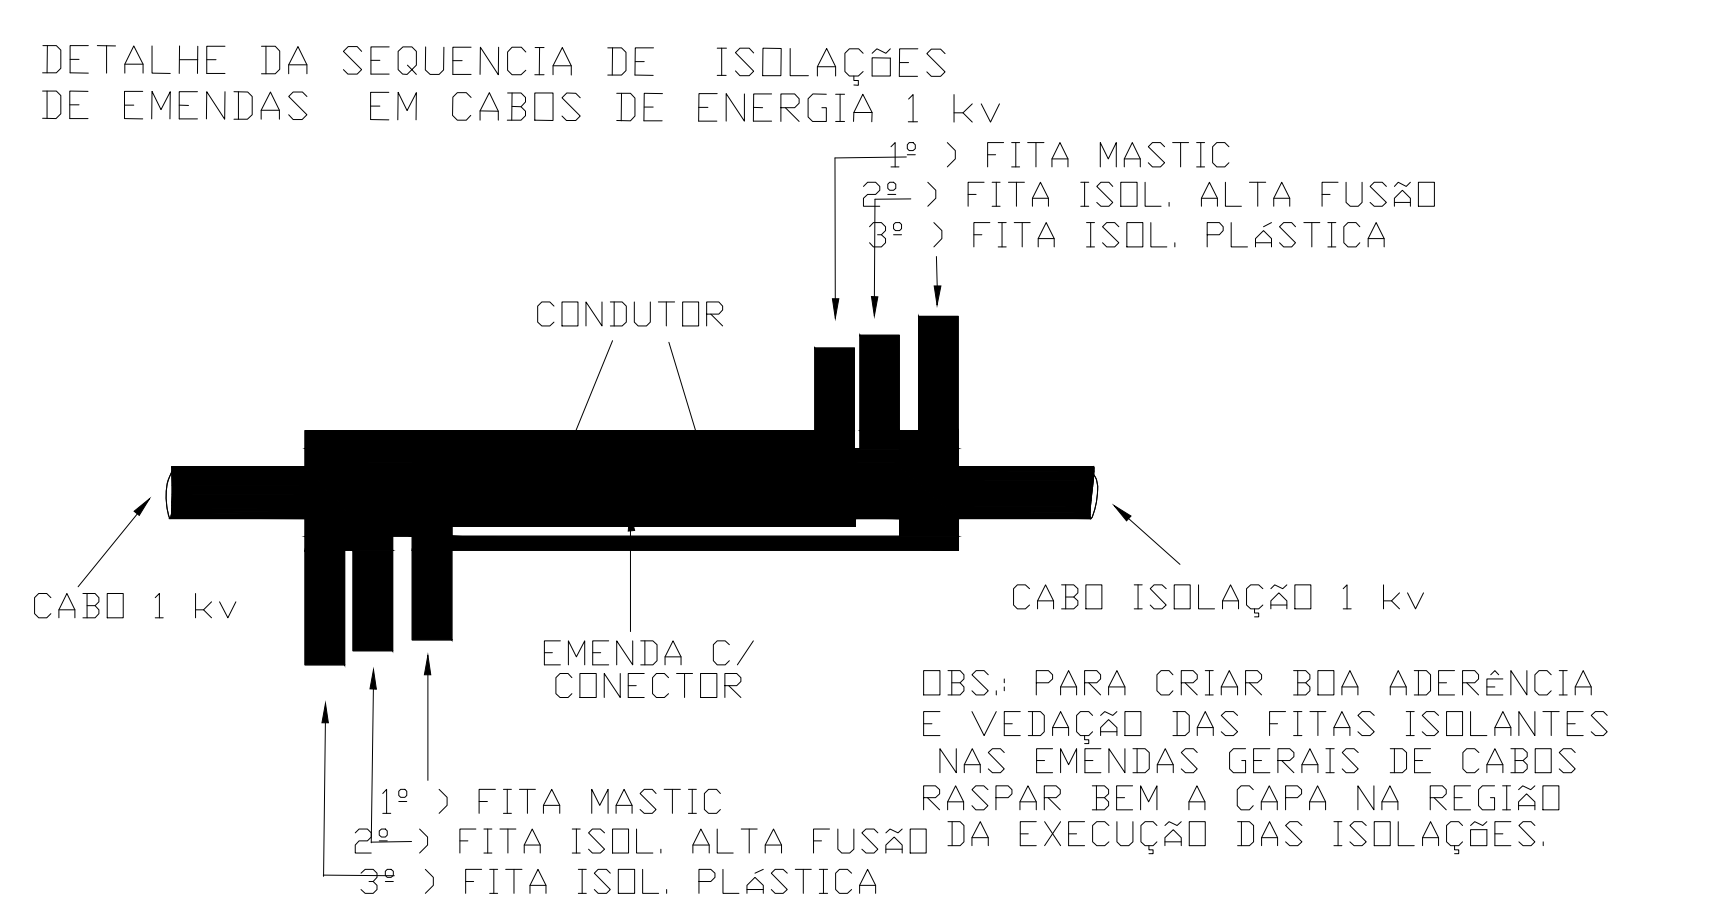 DETALHE DA SEQUENCIA DE ISOLAÇõES
DE EMENDAS EM CABOS DE ENERGIA 1 kv
1º ) FITA MASTIC
2º ) FITA ISOL. ALTA FUSãO
3º ) FITA ISOL. PLáSTICA
CONDUTOR
CABO 1 kv
CABO ISOLAÇãO 1 kv
EMENDA C/
CONECTOR
OBS.: PARA CRIAR BOA ADERêNCIA
E VEDAÇãO DAS FITAS ISOLANTES
NAS EMENDAS GERAIS DE CABOS
RASPAR BEM A CAPA NA REGIãO
DA EXECUÇãO DAS ISOLAÇõES.
1º ) FITA MASTIC
2º ) FITA ISOL. ALTA FUSãO
3º ) FITA ISOL. PLáSTICA